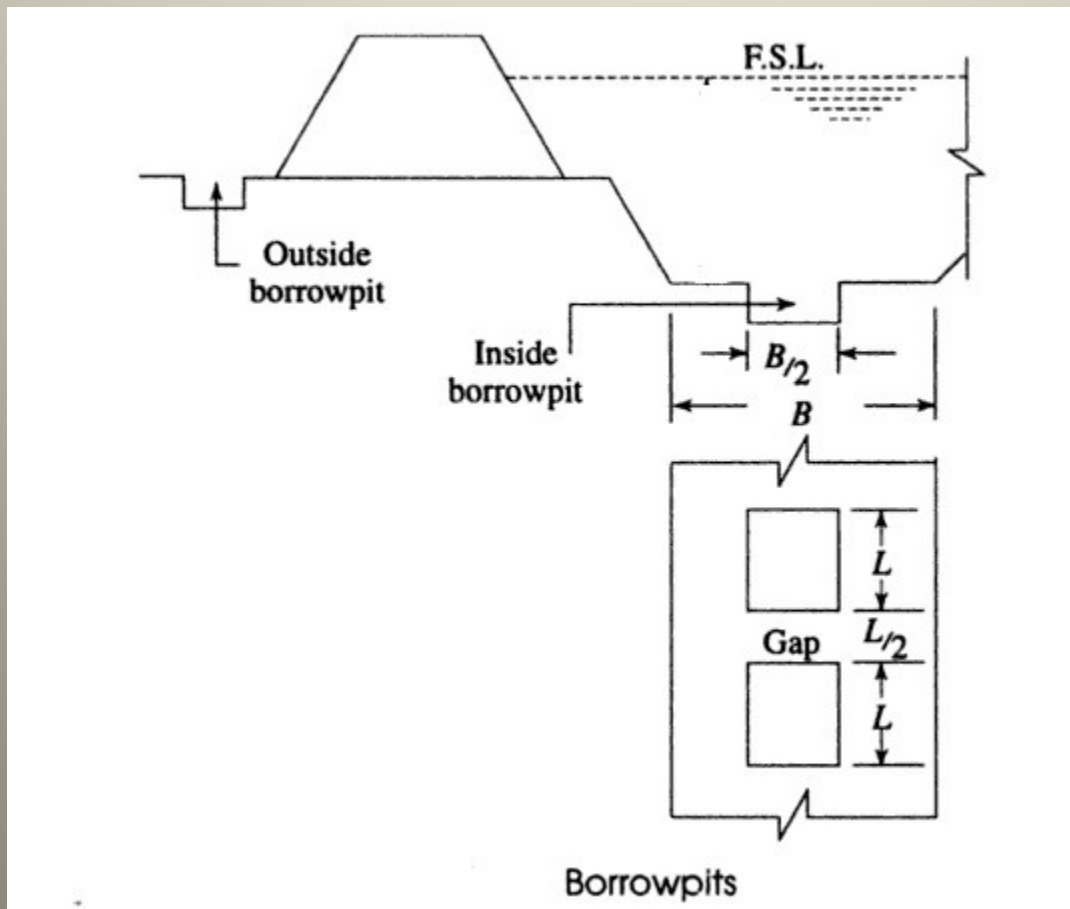 F.S.L.
Outside
borrowpit
Inside
borrowpit
B/2
B
L
Gap
L/2
L
Borrowpits